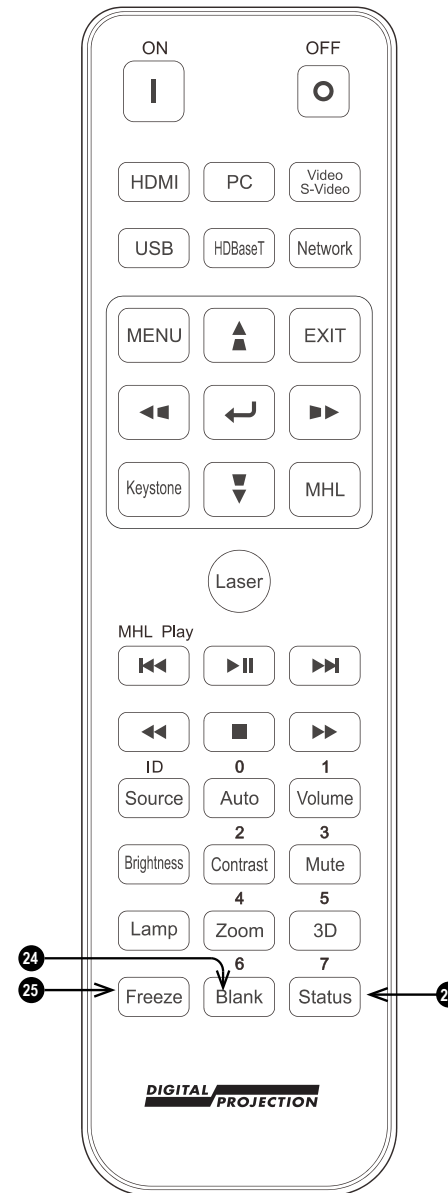 ON OFF
HDMI PC Video
S-Video
USB HDBaseT Network
MENU EXIT
Keystone MHL
Laser
MHL Play
ID 0 1
Source Auto Volume
2 3
Brightness Contrast Mute
4 5
Lamp Zoom 3D
24 6 7
25 Freeze Blank Status
DIGITAL
PROJECTION